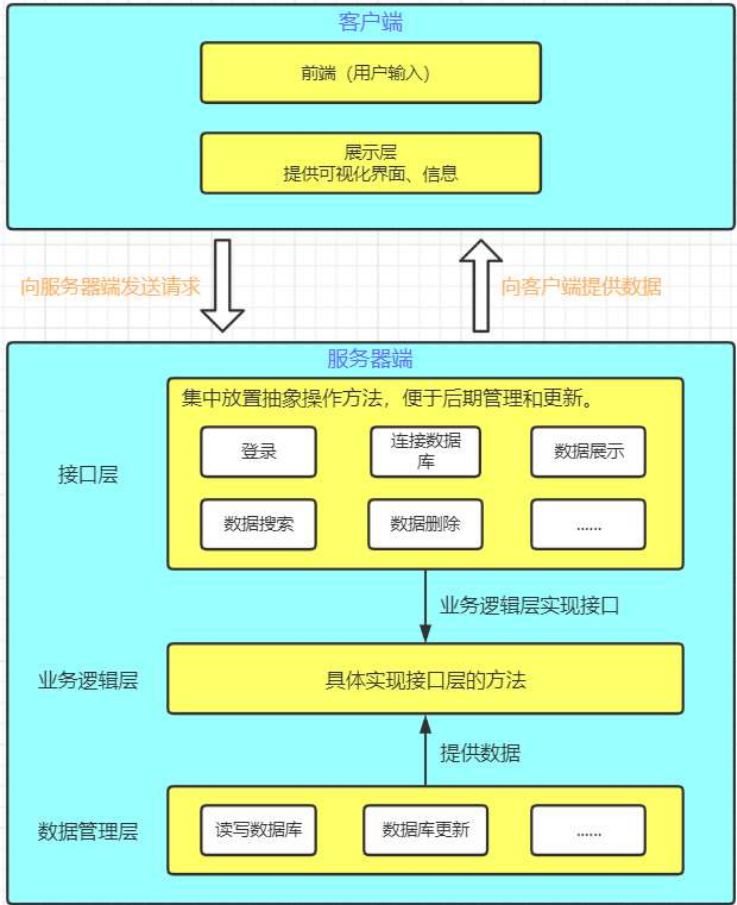 客户端
前端（用户输入）
展示层
提供可视化界面、信息
向服务器端发送请求
向客户端提供数据
服务器端
集中放置抽象操作方法，便于后期管理和更新。
接口层
登录
连接数据
库
数据展示
数据搜索
数据删除
......
业务逻辑层实现接口
业务逻辑层
具体实现接口层的方法
提供数据
数据管理层
读写数据库
数据库更新
......